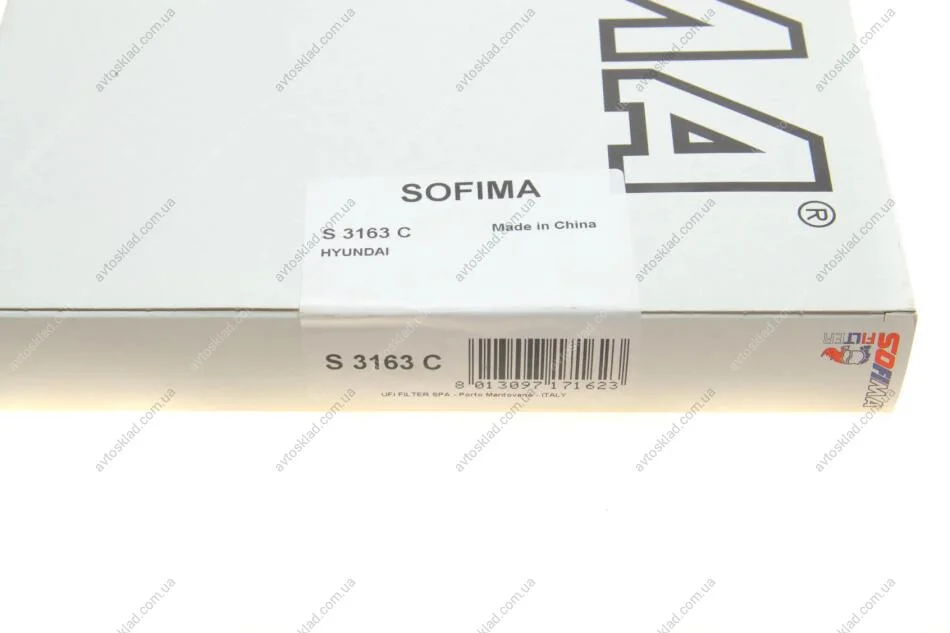 MA
®
SOFIMA
S 3163 C Made in China
HYUNDAI
S 3163 C
8 013097 171623
UFI FILTER SPA - Porto Mantovano - ITALY
SOFIMA
FILTER
avtosklad.com.ua